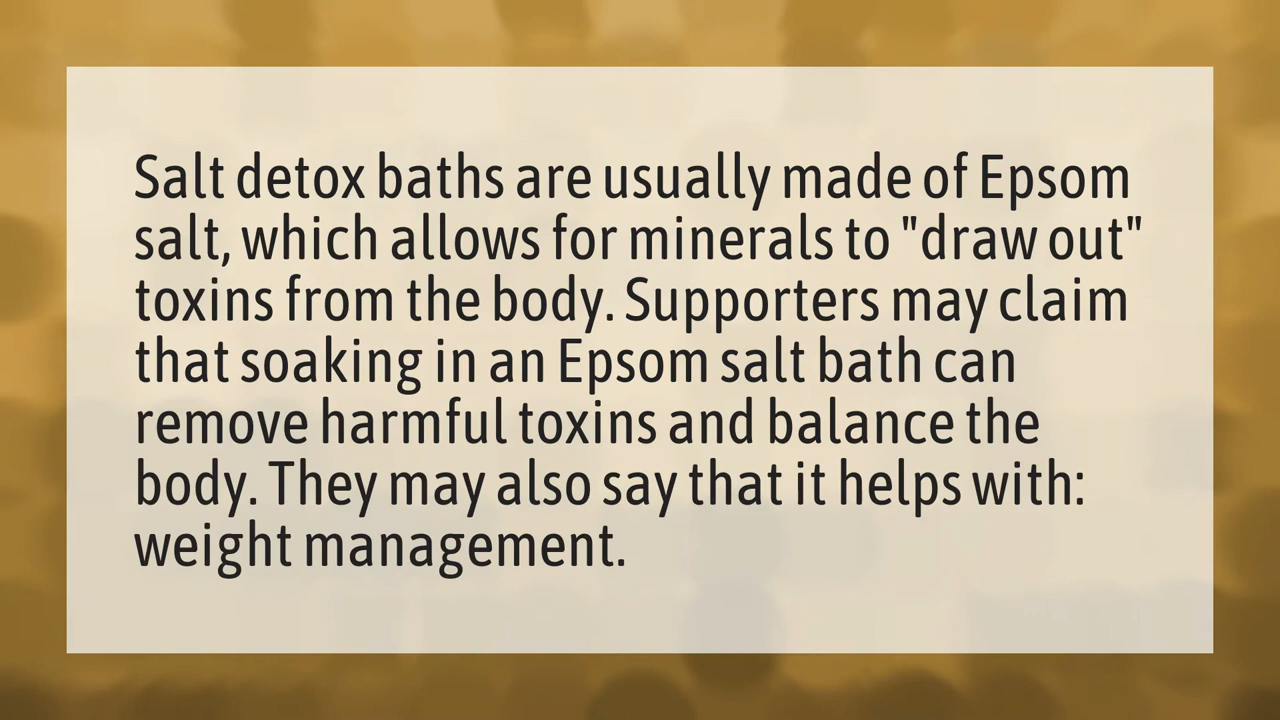 Salt detox baths are usually made of Epsom
salt, which allows for minerals to "draw out"
toxins from the body. Supporters may claim
that soaking in an Epsom salt bath can
remove harmful toxins and balance the
body. They may also say that it helps with:
weight management.